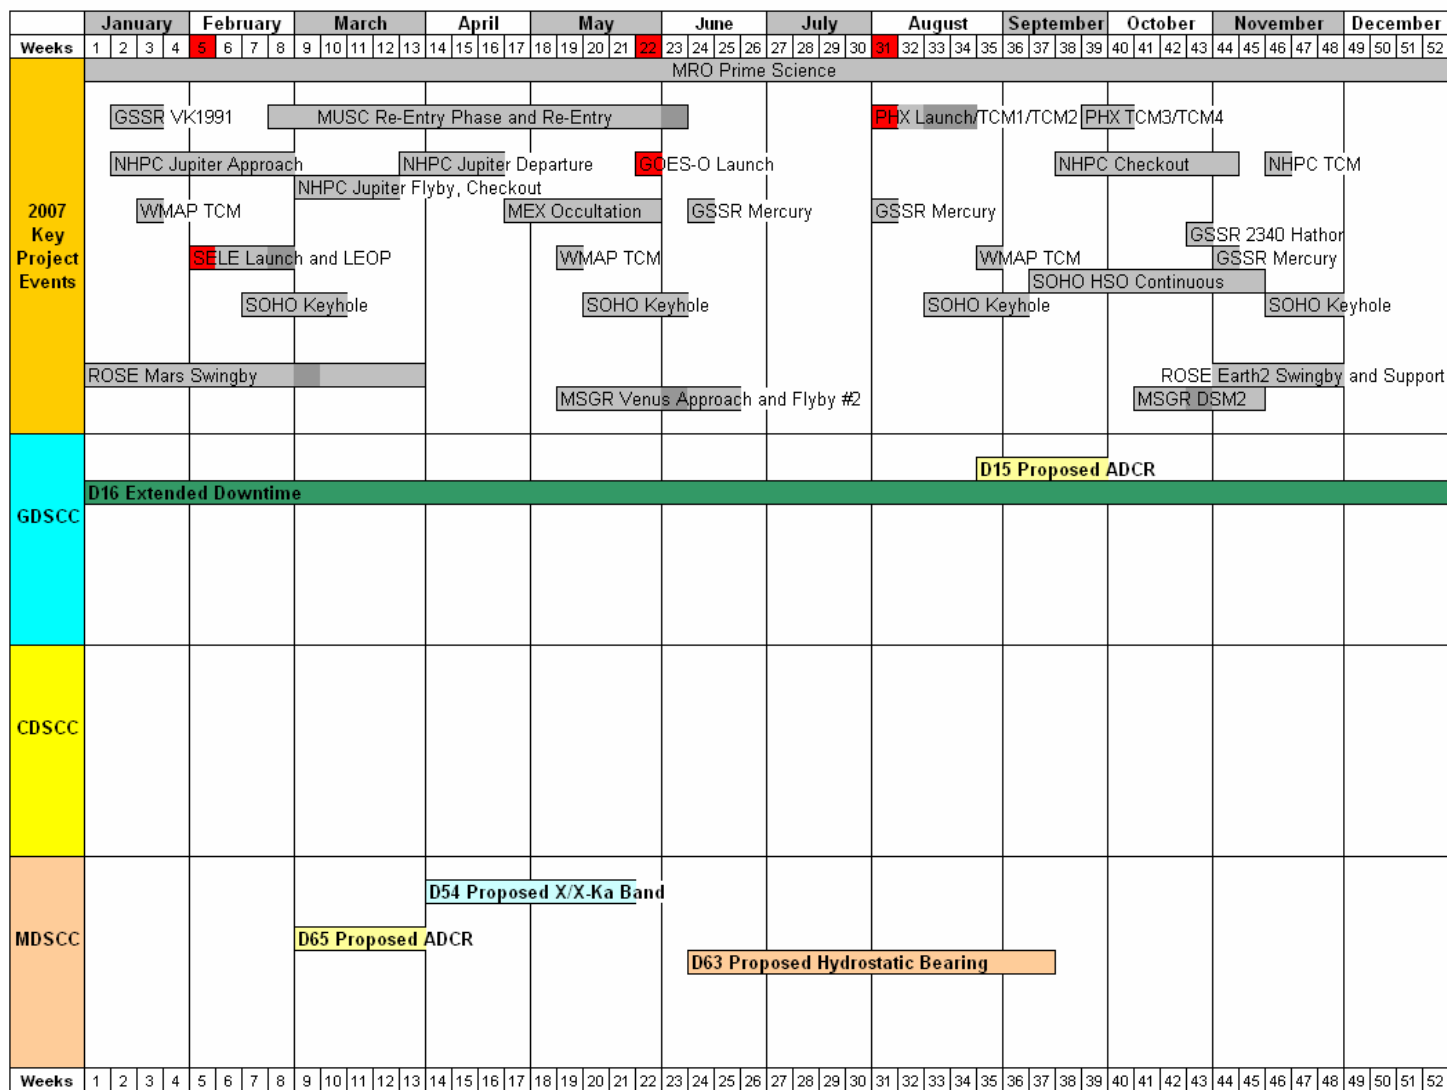 January February March April May June July August September October November December
Weeks 1 2 3 4 5 6 7 8 9 10 11 12 13 14 15 16 17 18 19 20 21 22 23 24 25 26 27 28 29 30 31 32 33 34 35 36 37 38 39 40 41 42 43 44 45 46 47 48 49 50 51 52
MRO Prime Science
GSSR VK1991 MUSC Re-Entry Phase and Re-Entry PHX Launch/TCM1/TCM2 PHX TCM3/TCM4
NHPC Jupiter Approach NHPC Jupiter Departure GOES-O Launch NHPC Checkout NHPC TCM
NHPC Jupiter Flyby, Checkout
2007
Key
Project
Events
WMAP TCM MEX Occultation GSSR Mercury GSSR Mercury
GSSR 2340 Hathor
SELE Launch and LEOP WMAP TCM WMAP TCM GSSR Mercury
SOHO HSO Continuous
SOHO Keyhole SOHO Keyhole SOHO Keyhole SOHO Keyhole
ROSE Mars Swingby ROSE Earth2 Swingby and Support
MSGR Venus Approach and Flyby #2 MSGR DSM2
GDSCC
D15 Proposed ADCR
D16 Extended Downtime
CDSCC
MDSCC
D54 Proposed X/X-Ka Band
D65 Proposed ADCR
D63 Proposed Hydrostatic Bearing
Weeks 1 2 3 4 5 6 7 8 9 10 11 12 13 14 15 16 17 18 19 20 21 22 23 24 25 26 27 28 29 30 31 32 33 34 35 36 37 38 39 40 41 42 43 44 45 46 47 48 49 50 51 52